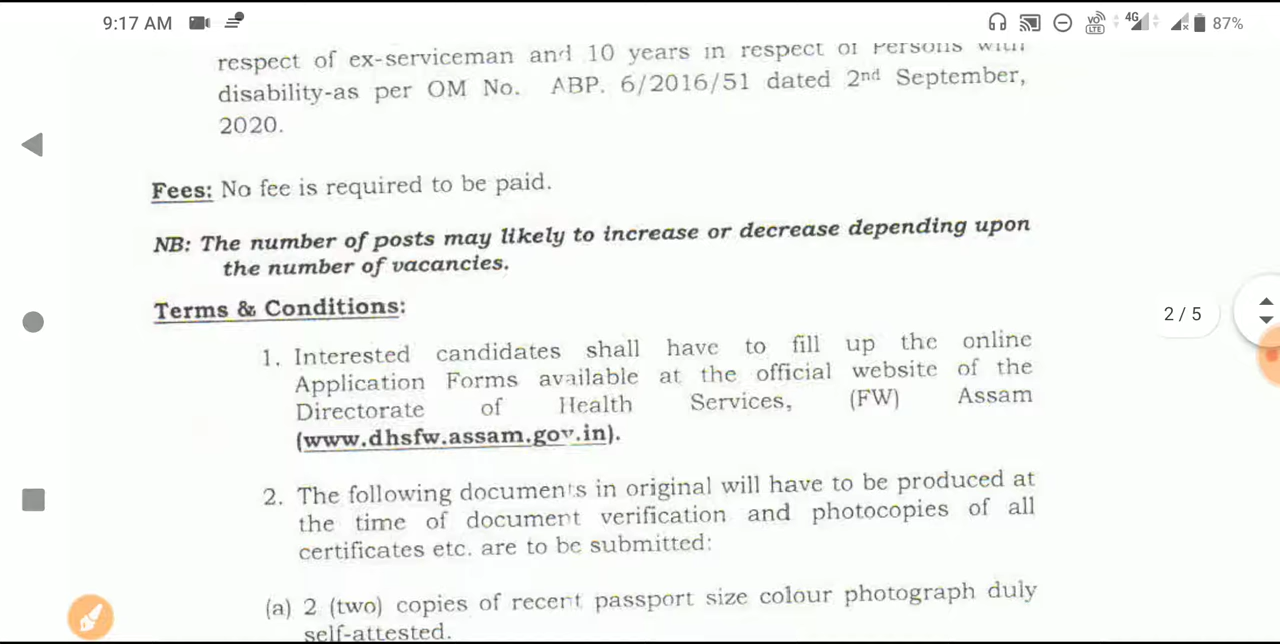 9:17 AM
VO LTE
4G
87%
respect of ex-serviceman and 10 years in respect of Persons with
disability-as per OM No. ABP. 6/2016/51 dated 2nd September,
2020.
Fees: No fee is required to be paid.
NB: The number of posts may likely to increase or decrease depending upon
the number of vacancies.
Terms & Conditions:
2 / 5
1. Interested candidates shall have to fill up the online
Application Forms available at the official website of the
Directorate of Health Services, (FW) Assam
(www.dhsfw.assam.gov.in).
2. The following documents in original will have to be produced at
the time of document verification and photocopies of all
certificates etc. are to be submitted:
(a) 2 (two) copies of recent passport size colour photograph duly
self-attested.